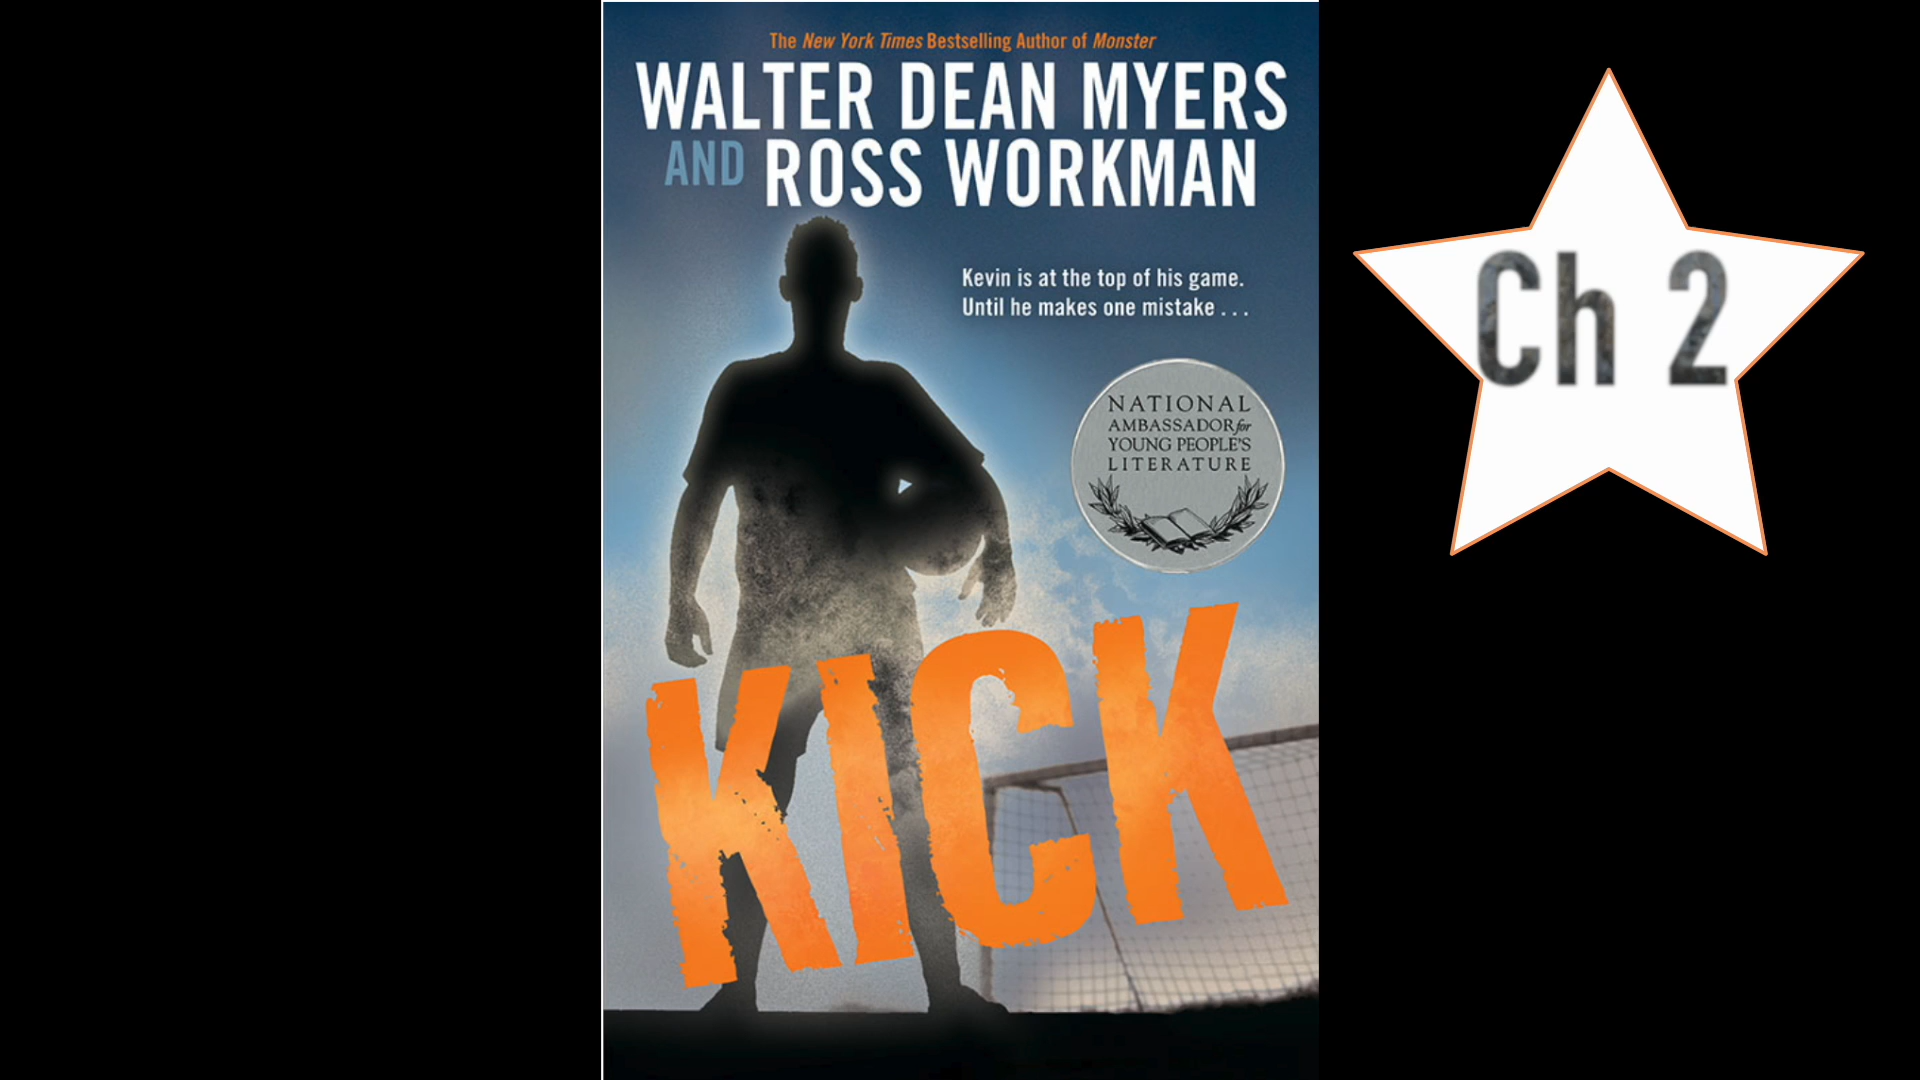 The New York Times Bestselling Author of Monster
WALTER DEAN MYERS
AND ROSS WORKMAN
Kevin is at the top of his game.
Until he makes one mistake . . .
NATIONAL
AMBASSADOR for
YOUNG PEOPLE'S
LITERATURE
KICK
Ch 2